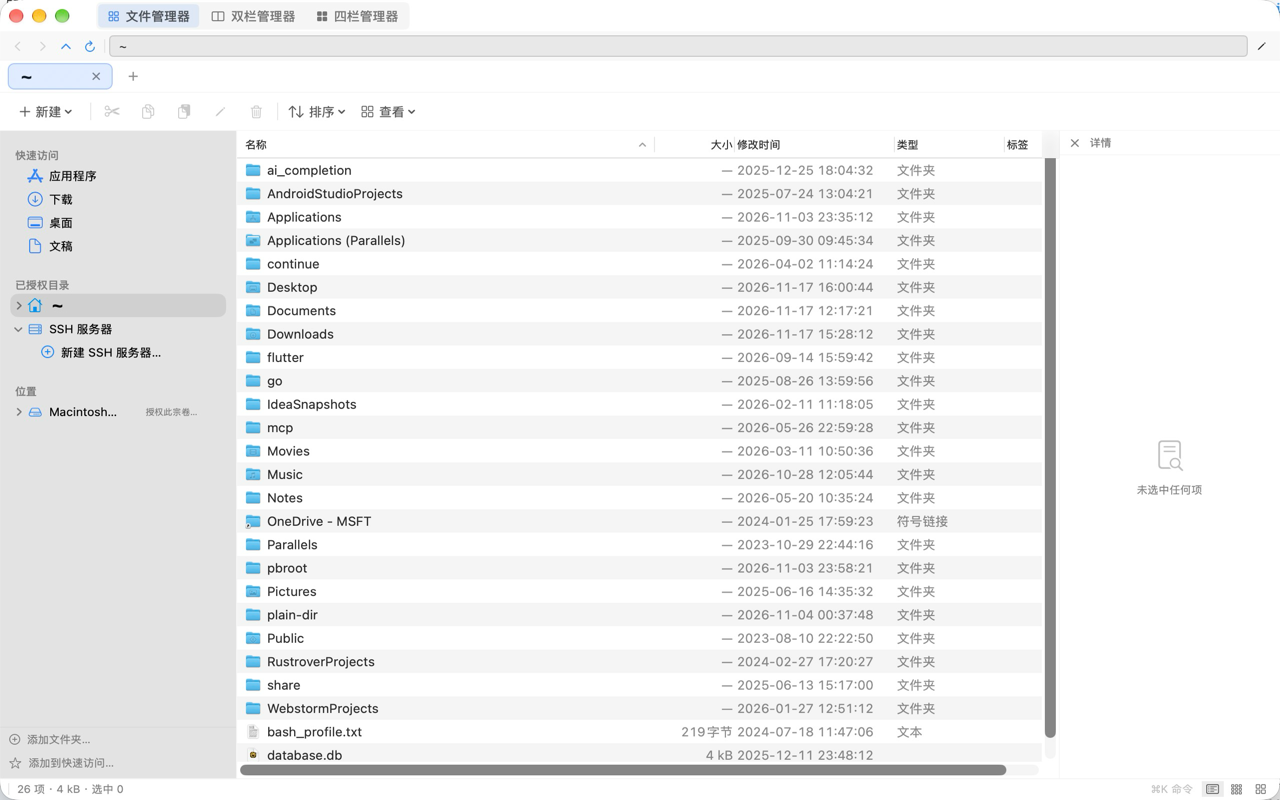 文件管理器 双栏管理器 四栏管理器
~
~
新建 排序 查看
快速访问
应用程序
下载
桌面
文稿
已授权目录
~
SSH 服务器
新建 SSH 服务器...
位置
Macintosh... 授权此宗卷...
添加文件夹...
添加到快速访问...
名称 大小 修改时间 类型 标签
ai_completion — 2025-12-25 18:04:32 文件夹
AndroidStudioProjects — 2025-07-24 13:04:21 文件夹
Applications — 2026-11-03 23:35:12 文件夹
Applications (Parallels) — 2025-09-30 09:45:34 文件夹
continue — 2026-04-02 11:14:24 文件夹
Desktop — 2026-11-17 16:00:44 文件夹
Documents — 2026-11-17 12:17:21 文件夹
Downloads — 2026-11-17 15:28:12 文件夹
flutter — 2026-09-14 15:59:42 文件夹
go — 2025-08-26 13:59:56 文件夹
IdeaSnapshots — 2026-02-11 11:18:05 文件夹
mcp — 2026-05-26 22:59:28 文件夹
Movies — 2026-03-11 10:50:36 文件夹
Music — 2026-10-28 12:05:44 文件夹
Notes — 2026-05-20 10:35:24 文件夹
OneDrive - MSFT — 2024-01-25 17:59:23 符号链接
Parallels — 2023-10-29 22:44:16 文件夹
pbroot — 2026-11-03 23:58:21 文件夹
Pictures — 2025-06-16 14:35:32 文件夹
plain-dir — 2026-11-04 00:37:48 文件夹
Public — 2023-08-10 22:22:50 文件夹
RustroverProjects — 2024-02-27 17:20:27 文件夹
share — 2025-06-13 15:17:00 文件夹
WebstormProjects — 2026-01-27 12:51:12 文件夹
bash_profile.txt 219字节 2024-07-18 11:47:06 文本
database.db 4 kB 2025-12-11 23:48:12
详情
未选中任何项
26 项 · 4 kB · 选中 0
⌘K 命令